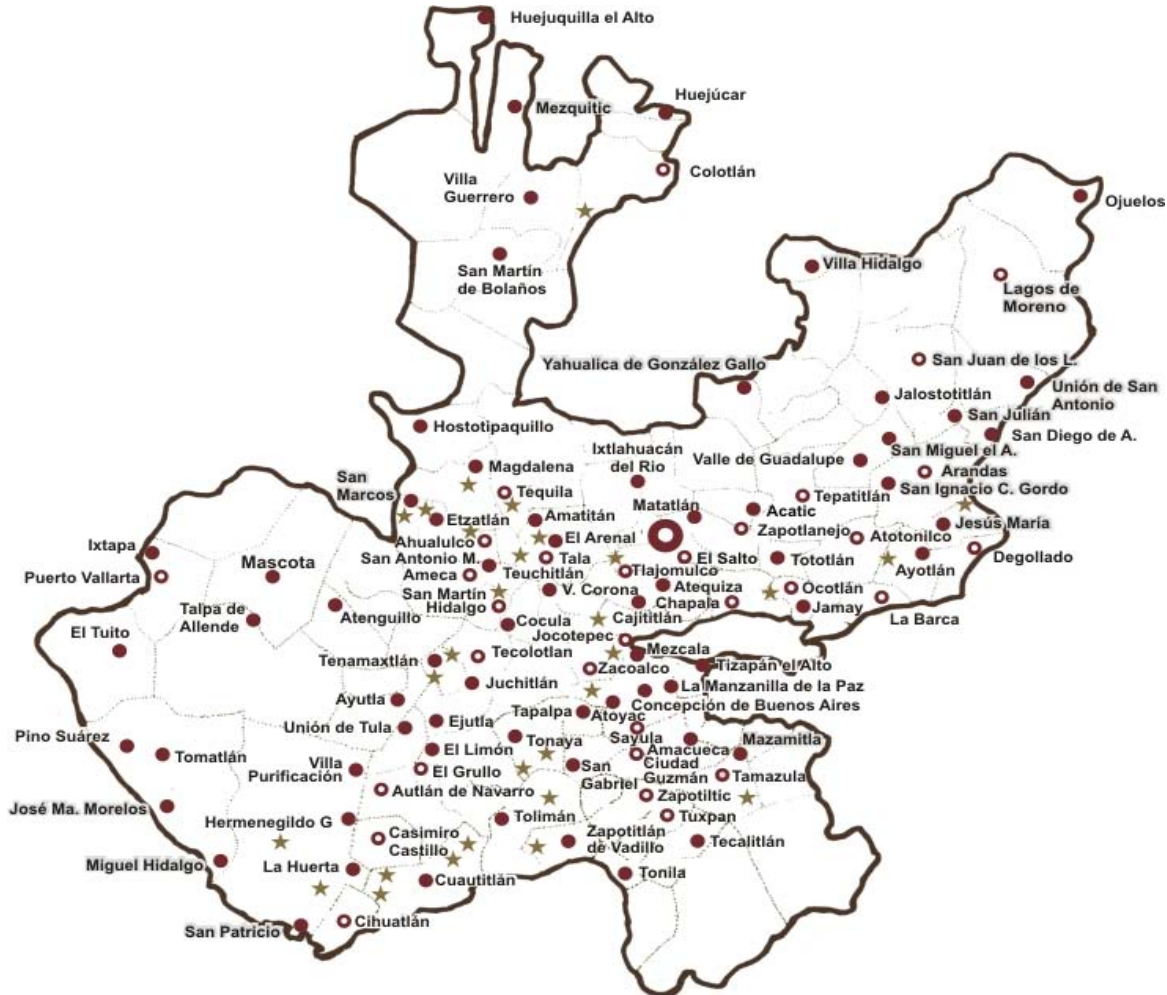 Huejuquilla el Alto
Mezquitic
Huejúcar
Colotlán
Villa
Guerrero
Ojuelos
San Martín
de Bolaños
Villa Hidalgo
Lagos de
Moreno
Yahualica de González Gallo
San Juan de los L.
Unión de San
Antonio
Jalostotitlán
San Julián
Hostotipaquillo
San Diego de A.
Ixtlahuacán
del Rio
San Miguel el A.
Valle de Guadalupe
Magdalena
Arandas
San
Marcos
San Ignacio C. Gordo
Téquila
Tepatitlán
Matatlán
Acatic
Etzatlán
Amatitán
Zapotlanejo
Jesús María
Atotonilco
Ahualulco
El Arenal
Ixtapa
San Antonio M.
Tala
El Salto
Tototlán
Degollado
Mascota
Ameca
Teuchitlán
Tlajomulco
Ayotlán
Puerto Vallarta
San Martín
Hidalgo
V. Corona
Atequiza
Ocotlán
Talpa de
Allende
Atenguillo
Chapala
Jamay
La Barca
Cocula
Cajititlán
El Tuito
Jocotepec
Mezcala
Tenamaxtlán
Tecolotlan
Zacoalco
Tizapán el Alto
Juchitlán
La Manzanilla de la Paz
Ayutla
Concepción de Buenos Aires
Tapalpa
Atoyac
Unión de Tula
Ejutla
Pino Suárez
Tonaya
Sayula
Mazamitla
Tomatlán
El Limón
Amacueca
Villa
Purificación
El Grullo
San
Gabriel
Ciudad
Guzmán
Tamazula
Autlán de Navarro
Zapotiltic
José Ma. Morelos
Hermenegildo G
Tolimán
Tuxpan
Casimiro
Castillo
Zapotitlán
de Vadillo
Tecalitlán
Miguel Hidalgo
La Huerta
Cuautitlán
Tonila
Cihuatlán
San Patricio